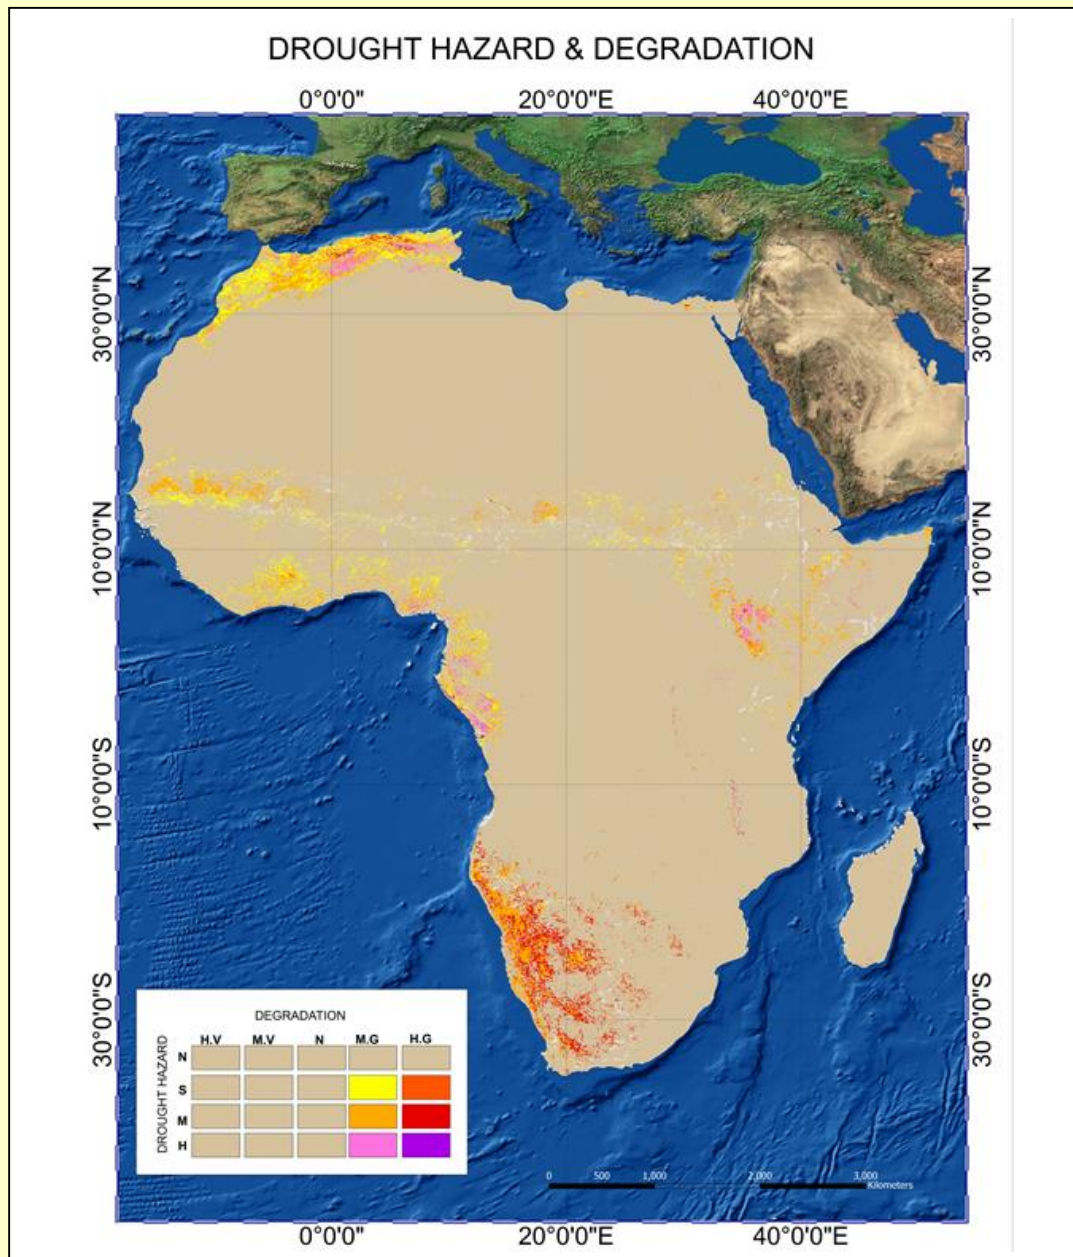 DROUGHT HAZARD & DEGRADATION
0°0'0" 20°0'0"E 40°0'0"E
30°0'0"N 30°0'0"N
10°0'0"N 10°0'0"N
10°0'0"S 10°0'0"S
30°0'0"S 30°0'0"S
DEGRADATION
H.V M.V N M.G H.G
DROUGHT HAZARD
N
S
M
H
0 500 1,000 2,000 3,000
Kilometers
0°0'0" 20°0'0"E 40°0'0"E